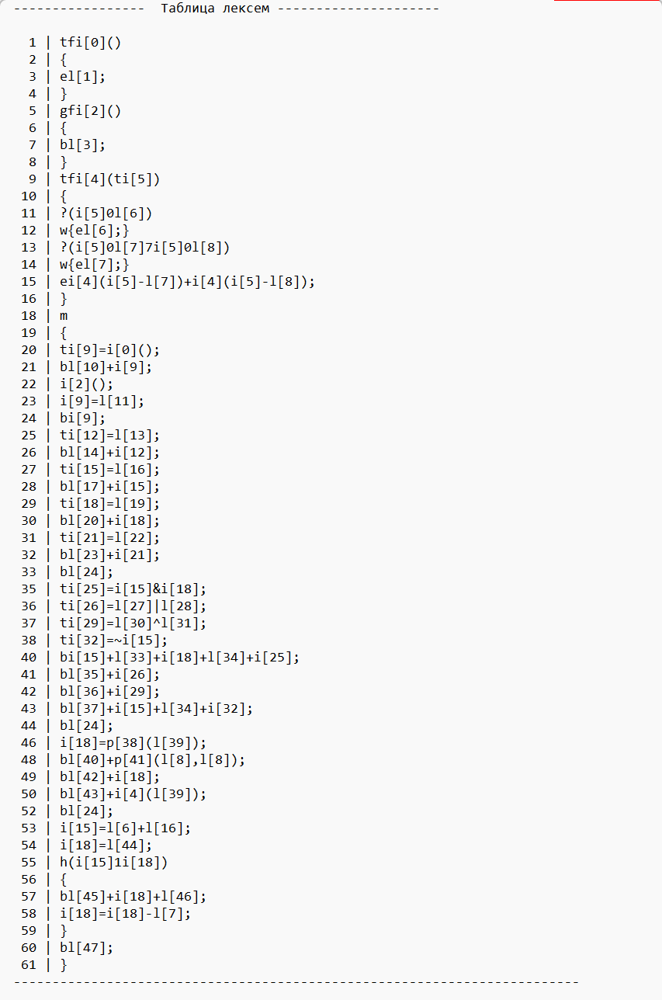 ----------------- Таблица лексем ---------------------
1 | tfi[0]()
2 | {
3 | el[1];
4 | }
5 | gfi[2]()
6 | {
7 | bl[3];
8 | }
9 | tfi[4](ti[5])
10 | {
11 | ?(i[5]0l[6])
12 | w{el[6];}
13 | ?(i[5]0l[7]7i[5]0l[8])
14 | w{el[7];}
15 | ei[4](i[5]-l[7])+i[4](i[5]-l[8]);
16 | }
18 | m
19 | {
20 | ti[9]=i[0]();
21 | bl[10]+i[9];
22 | i[2]();
23 | i[9]=l[11];
24 | bi[9];
25 | ti[12]=l[13];
26 | bl[14]+i[12];
27 | ti[15]=l[16];
28 | bl[17]+i[15];
29 | ti[18]=l[19];
30 | bl[20]+i[18];
31 | ti[21]=l[22];
32 | bl[23]+i[21];
33 | bl[24];
35 | ti[25]=i[15]&i[18];
36 | ti[26]=l[27]|l[28];
37 | ti[29]=l[30]^l[31];
38 | ti[32]=~i[15];
40 | bi[15]+l[33]+i[18]+l[34]+i[25];
41 | bl[35]+i[26];
42 | bl[36]+i[29];
43 | bl[37]+i[15]+l[34]+i[32];
44 | bl[24];
46 | i[18]=p[38](l[39]);
48 | bl[40]+p[41](l[8],l[8]);
49 | bl[42]+i[18];
50 | bl[43]+i[4](l[39]);
52 | bl[24];
53 | i[15]=l[6]+l[16];
54 | i[18]=l[44];
55 | h(i[15]1i[18])
56 | {
57 | bl[45]+i[18]+l[46];
58 | i[18]=i[18]-l[7];
59 | }
60 | bl[47];
61 | }
-------------------------------------------------------------------------